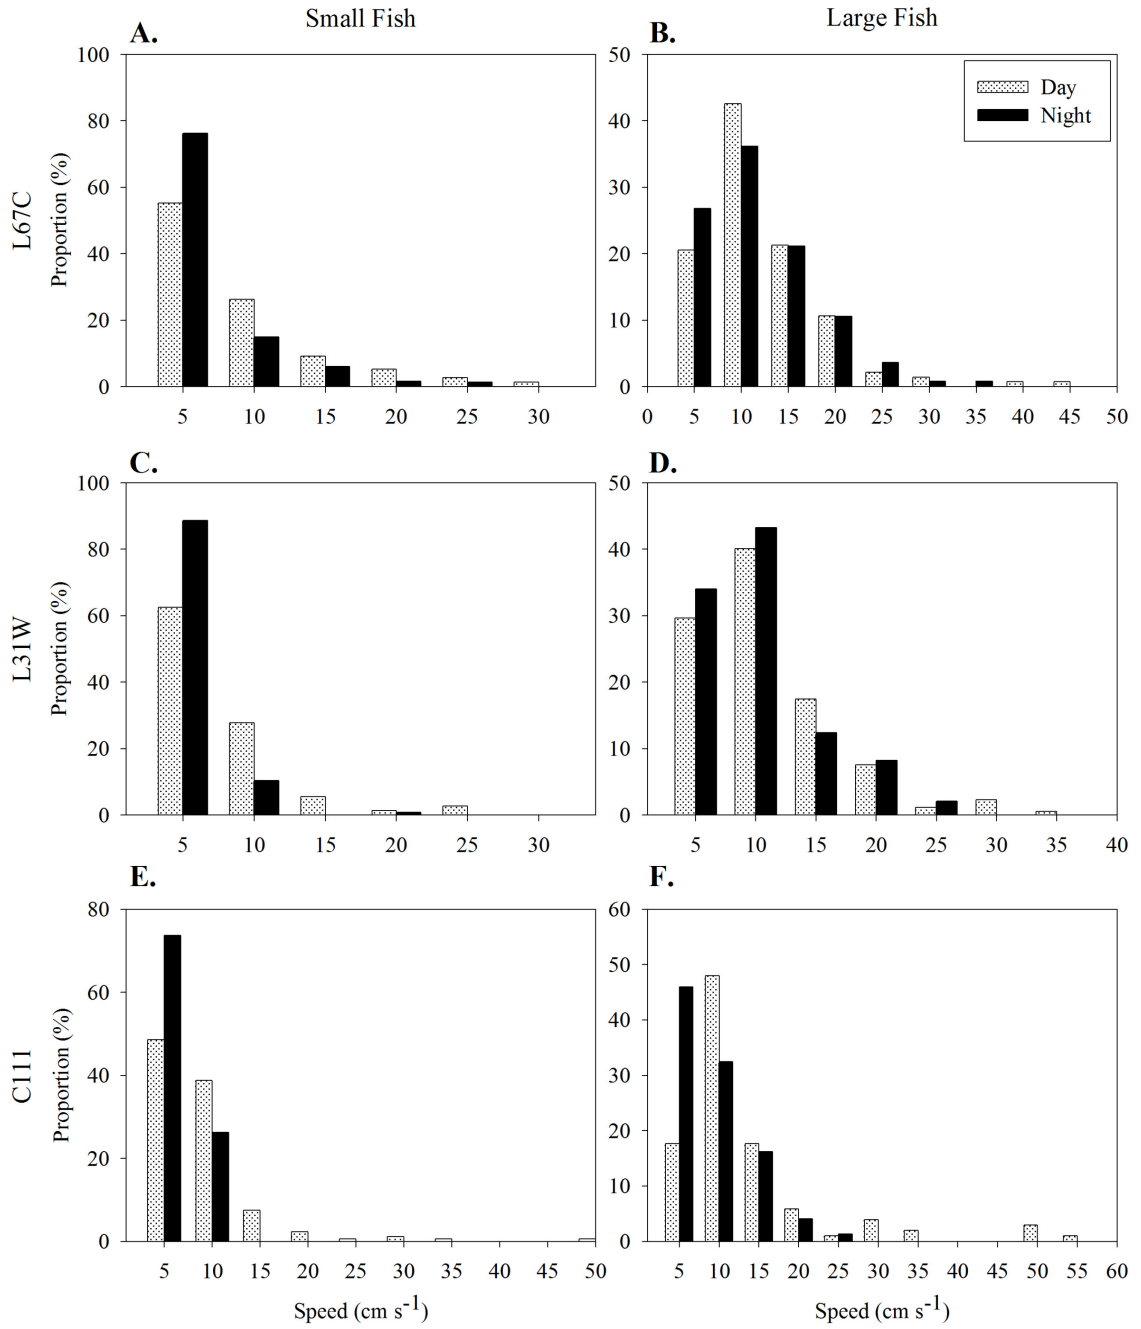 Small Fish
Large Fish
A.
B.
L67C
Proportion (%)
100
80
60
40
20
0
5 10 15 20 25 30
50
40
30
20
10
0
0 5 10 15 20 25 30 35 40 45 50
Day
Night
C.
D.
L31W
Proportion (%)
100
80
60
40
20
0
5 10 15 20 25 30
50
40
30
20
10
0
5 10 15 20 25 30 35 40
E.
F.
C111
Proportion (%)
80
60
40
20
0
5 10 15 20 25 30 35 40 45 50
Speed (cm s⁻¹)
60
50
40
30
20
10
0
5 10 15 20 25 30 35 40 45 50 55 60
Speed (cm s⁻¹)